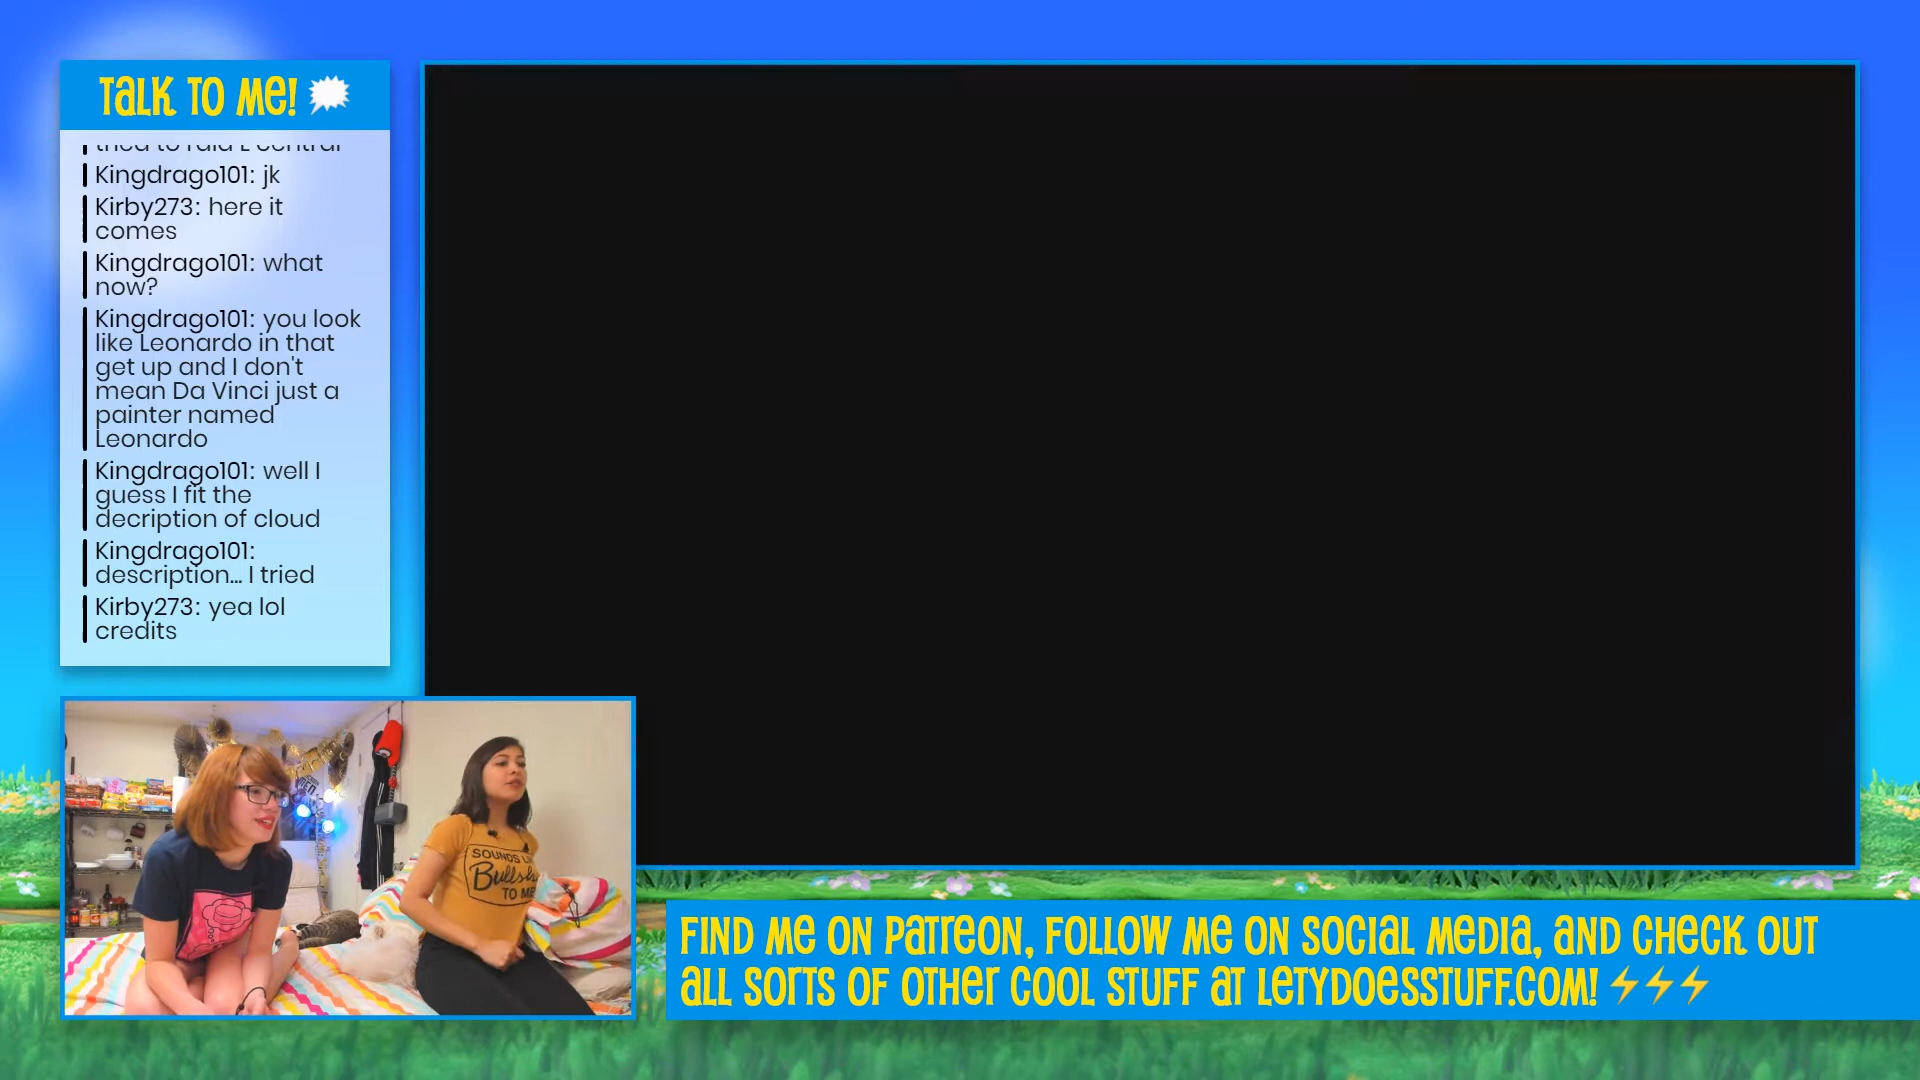 TALK TO ME!
Kingdrago101: jk
Kirby273: here it
comes
Kingdrago101: what
now?
Kingdrago101: you look
like Leonardo in that
get up and I don't
mean Da Vinci just a
painter named
Leonardo
Kingdrago101: well I
guess I fit the
decription of cloud
Kingdrago101:
description... I tried
Kirby273: yea lol
credits
SOUNDS
TO ME
FIND ME ON PATREON, FOLLOW ME ON SOCIAL MEDIA, AND CHECK OUT
ALL SORTS OF OTHER COOL STUFF AT LETYDOESSTUFF.COM! ⚡⚡⚡